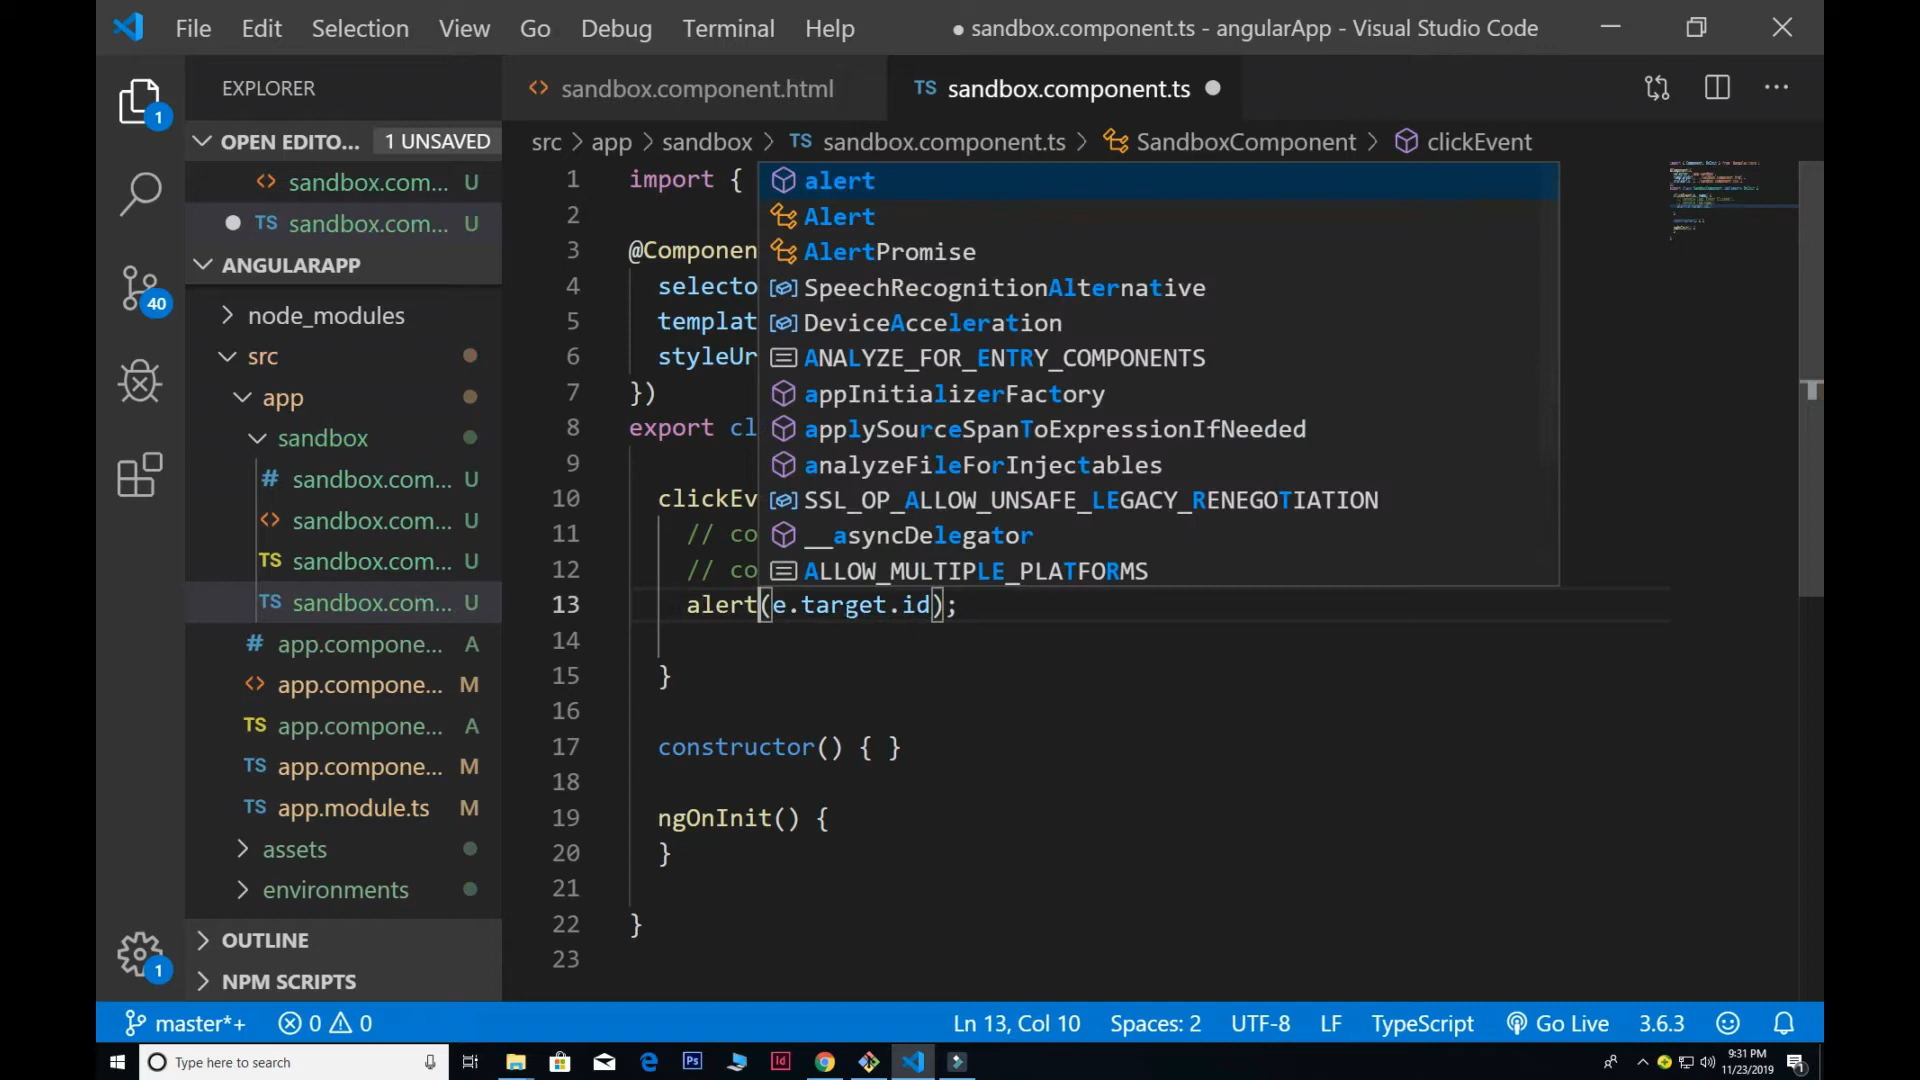 File Edit Selection View Go Debug Terminal Help ● sandbox.component.ts - angularApp - Visual Studio Code
EXPLORER
sandbox.component.html
TS sandbox.component.ts
OPEN EDITO... 1 UNSAVED
src > app > sandbox > TS sandbox.component.ts > SandboxComponent > clickEvent
sandbox.com... U
TS sandbox.com... U
ANGULARAPP
node_modules
src
app
sandbox
# sandbox.com... U
sandbox.com... U
TS sandbox.com... U
TS sandbox.com... U
# app.compone... A
app.compone... M
TS app.compone... A
TS app.compone... M
TS app.module.ts M
assets
environments
OUTLINE
NPM SCRIPTS
1
40
1
1 import {
2
3 @Componen
4 selecto
5 templat
6 styleUr
7 })
8 export cl
9
10 clickEv
11 // co
12 // co
13 alert(e.target.id);
14
15 }
16
17 constructor() { }
18
19 ngOnInit() {
20 }
21
22 }
23
alert
Alert
AlertPromise
SpeechRecognitionAlternative
DeviceAcceleration
ANALYZE_FOR_ENTRY_COMPONENTS
appInitializerFactory
applySourceSpanToExpressionIfNeeded
analyzeFileForInjectables
SSL_OP_ALLOW_UNSAFE_LEGACY_RENEGOTIATION
__asyncDelegator
ALLOW_MULTIPLE_PLATFORMS
master*+ 0 0 Ln 13, Col 10 Spaces: 2 UTF-8 LF TypeScript Go Live 3.6.3
Type here to search
Ps
Id
9:31 PM
11/23/2019
1